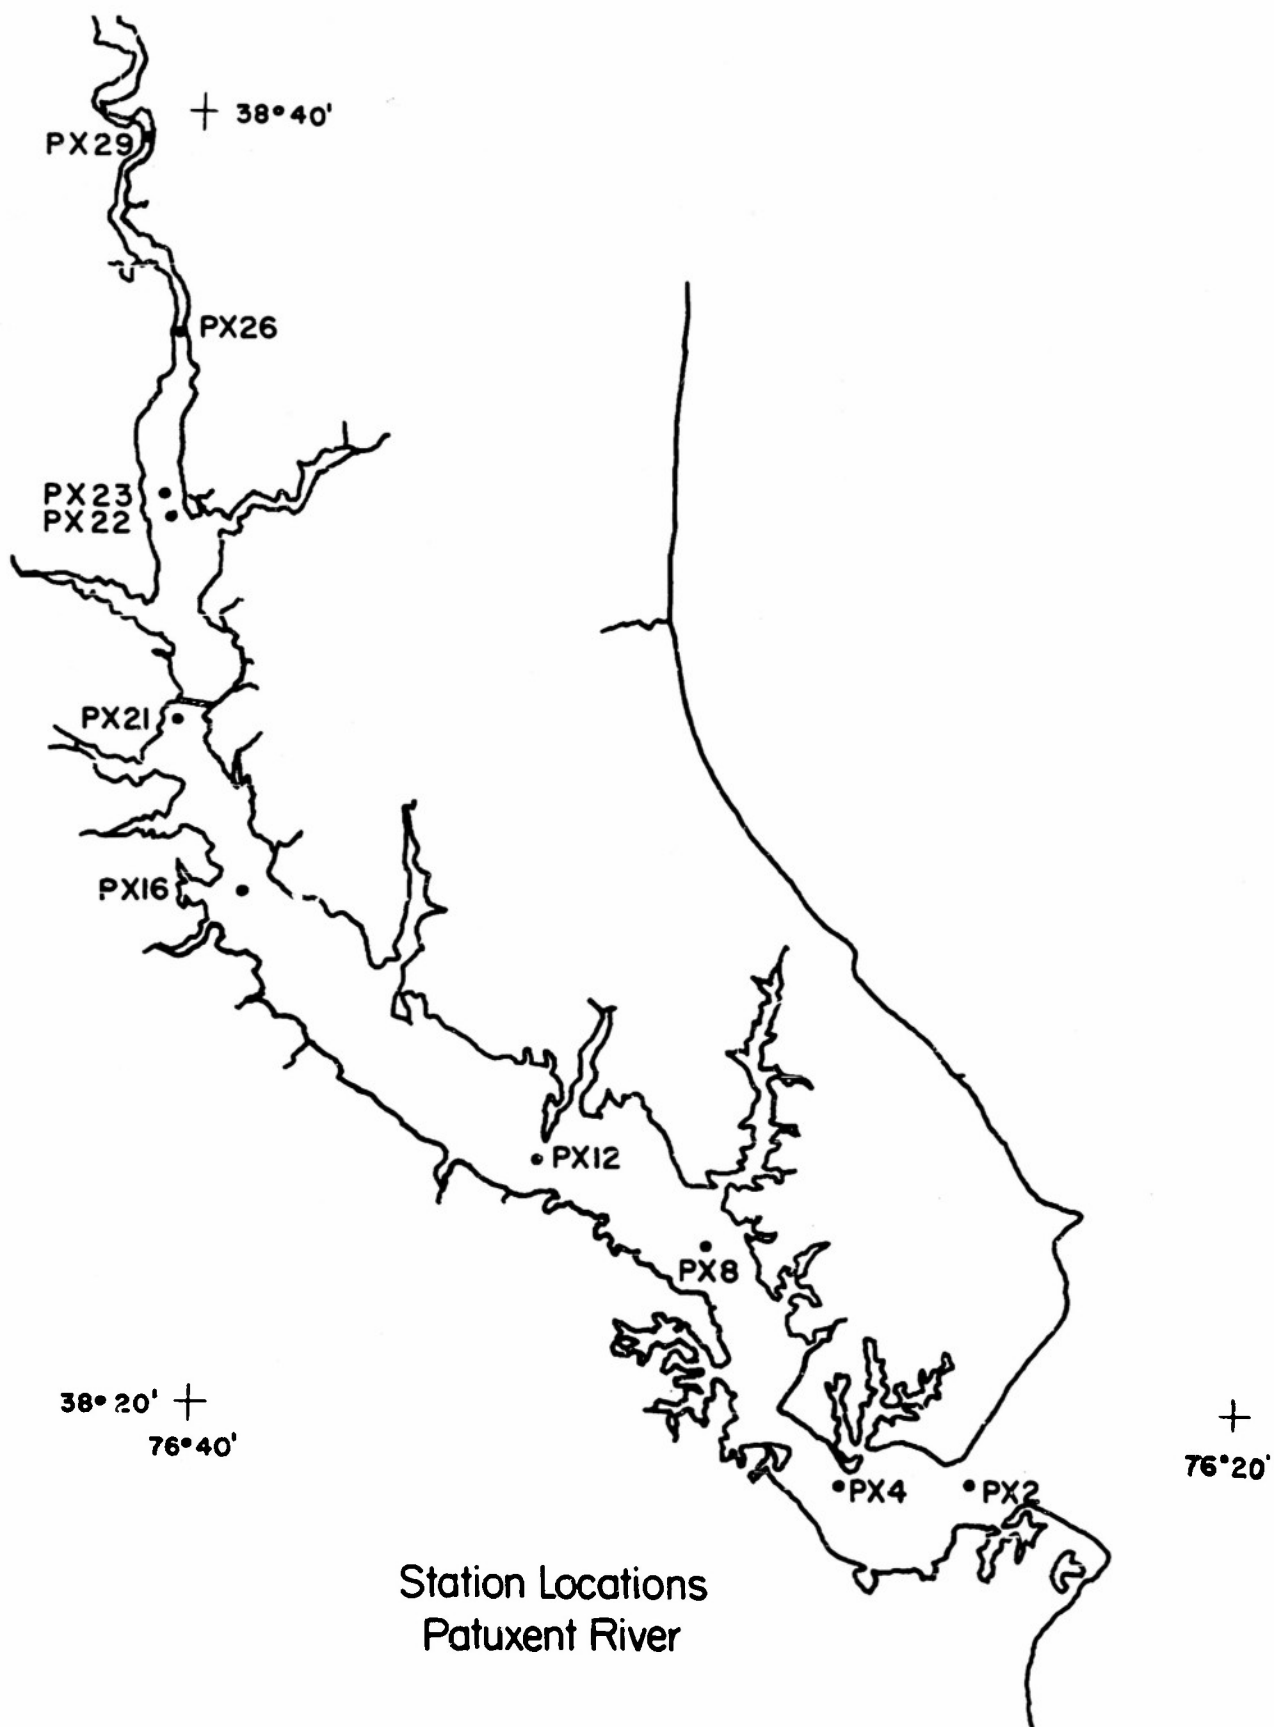 38°40'
PX29
PX26
PX23
PX22
PX21
PX16
PX12
PX8
38°20'
76°40'
76°20'
PX4
PX2
Station Locations
Patuxent River